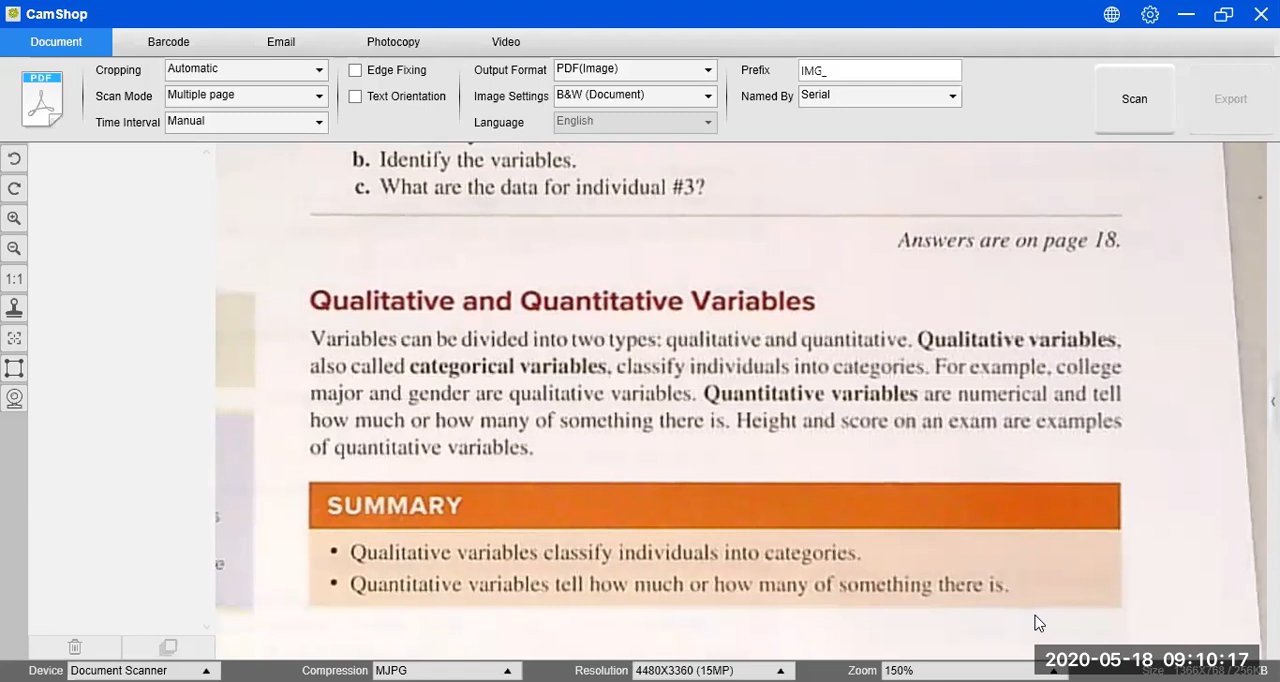 CamShop
Document Barcode Email Photocopy Video
PDF
Cropping Automatic Edge Fixing Output Format PDF(Image) Prefix IMG_
Scan Mode Multiple page Text Orientation Image Settings B&W (Document) Named By Serial Scan Export
Time Interval Manual Language English
1:1
b. Identify the variables.
c. What are the data for individual #3?
Answers are on page 18.
Qualitative and Quantitative Variables
Variables can be divided into two types: qualitative and quantitative. Qualitative variables,
also called categorical variables, classify individuals into categories. For example, college
major and gender are qualitative variables. Quantitative variables are numerical and tell
how much or how many of something there is. Height and score on an exam are examples
of quantitative variables.
SUMMARY
• Qualitative variables classify individuals into categories.
• Quantitative variables tell how much or how many of something there is.
2020-05-18 09:10:17
Device Document Scanner Compression MJPG Resolution 4480X3360 (15MP) Zoom 150%